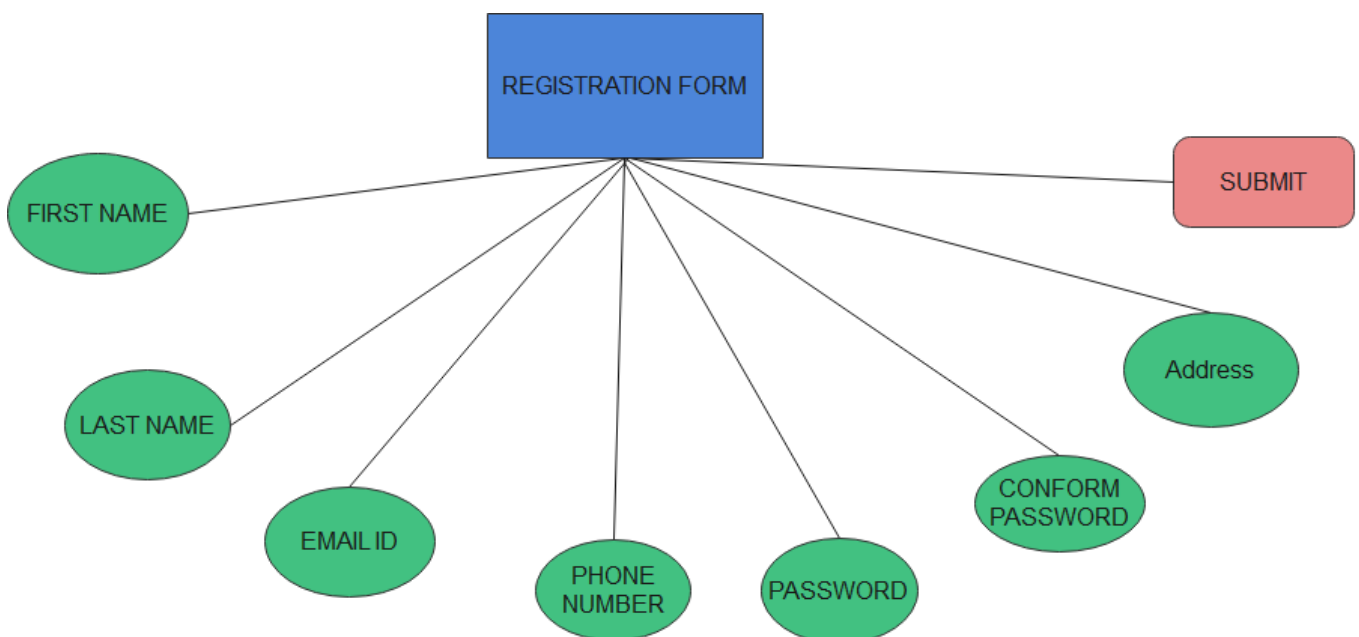 REGISTRATION FORM
SUBMIT
FIRST NAME
Address
LAST NAME
CONFORM
PASSWORD
EMAIL ID
PHONE
NUMBER
PASSWORD